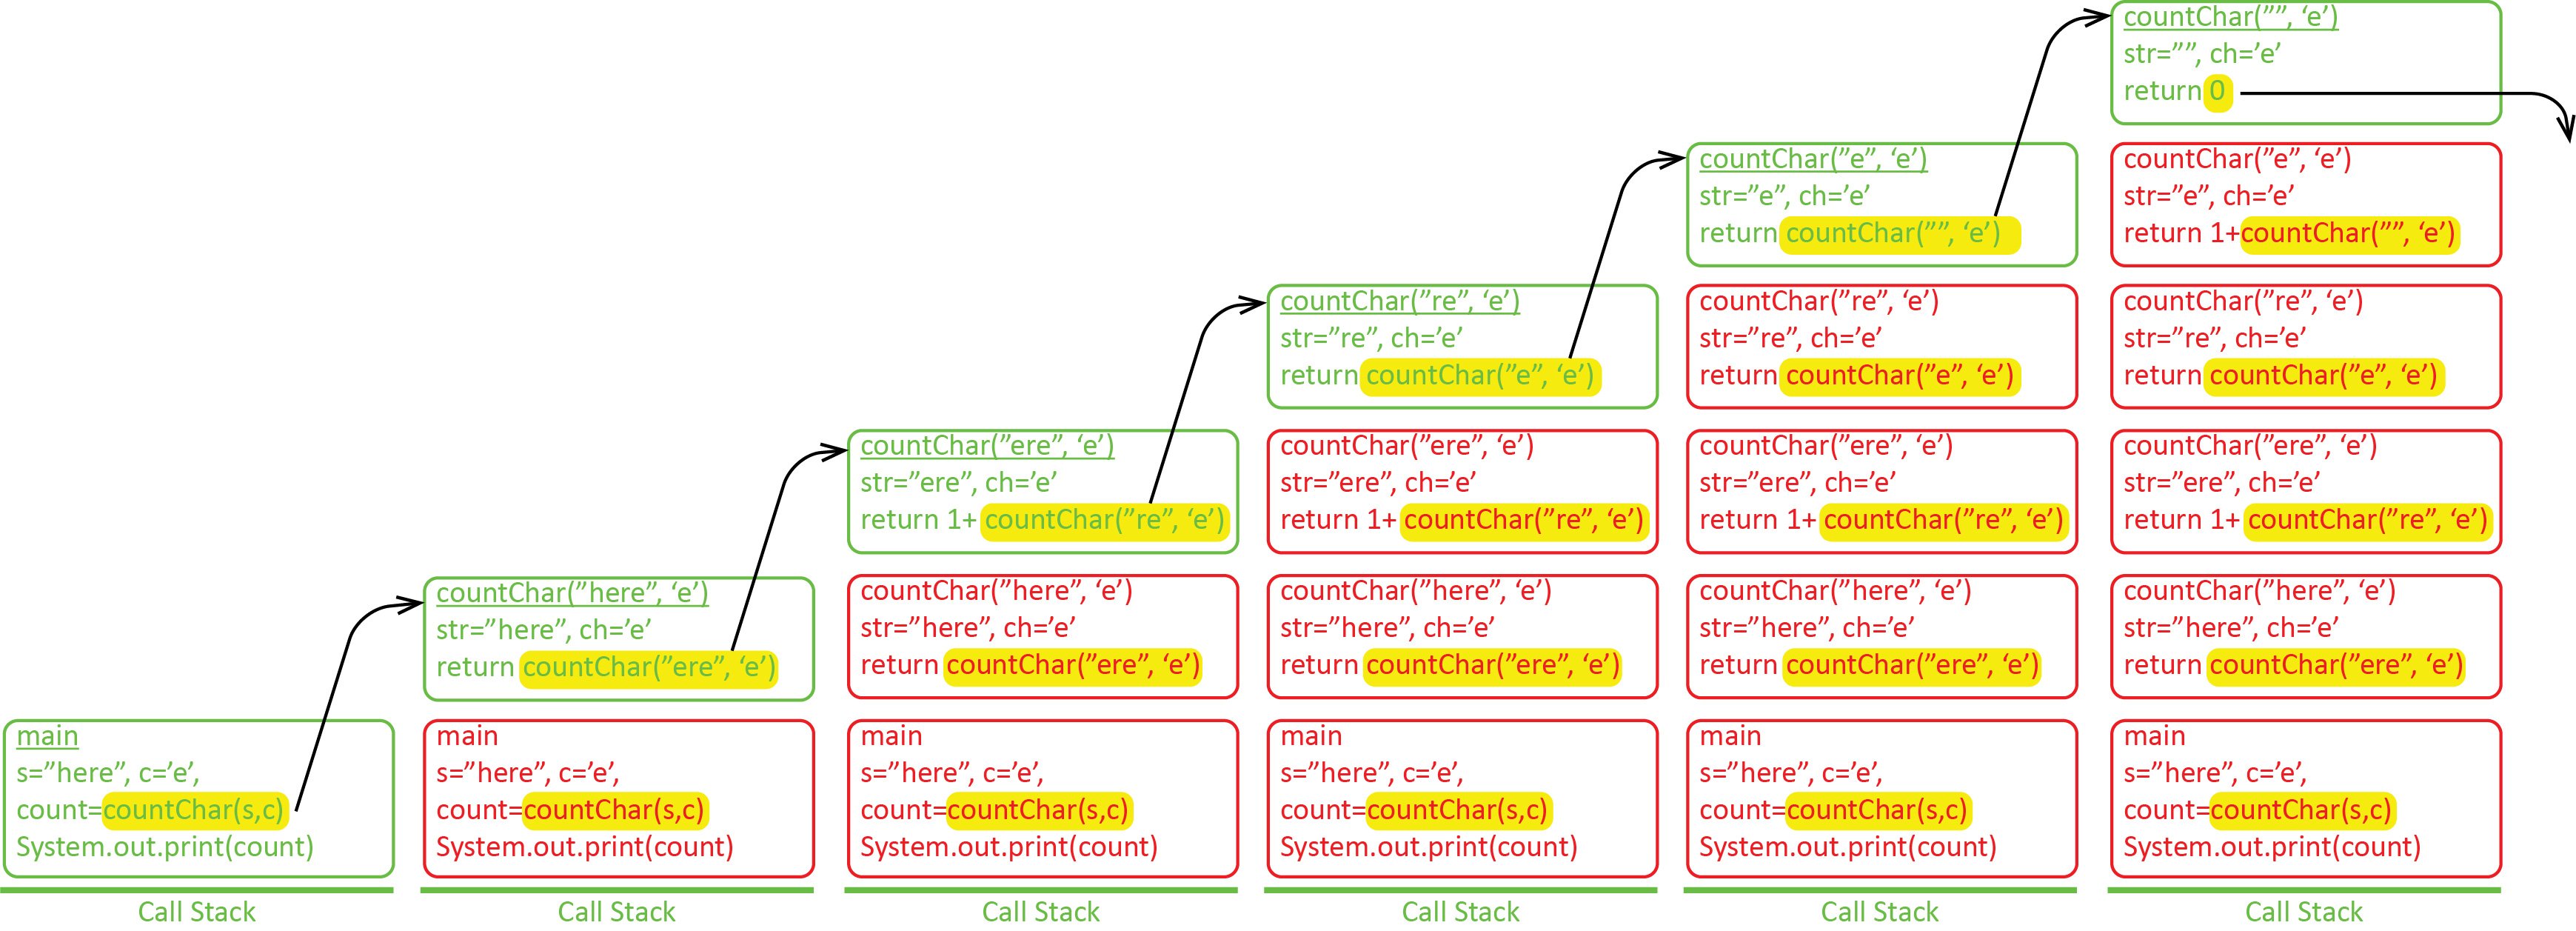 main
s=”here”, c=’e’,
count=countChar(s,c)
System.out.print(count)
Call Stack
countChar(”here”, ‘e’)
str=”here”, ch=’e’
return countChar(”ere”, ‘e’)
main
s=”here”, c=’e’,
count=countChar(s,c)
System.out.print(count)
Call Stack
countChar(”ere”, ‘e’)
str=”ere”, ch=’e’
return 1+ countChar(”re”, ‘e’)
countChar(”here”, ‘e’)
str=”here”, ch=’e’
return countChar(”ere”, ‘e’)
main
s=”here”, c=’e’,
count=countChar(s,c)
System.out.print(count)
Call Stack
countChar(”re”, ‘e’)
str=”re”, ch=’e’
return countChar(”e”, ‘e’)
countChar(”ere”, ‘e’)
str=”ere”, ch=’e’
return 1+ countChar(”re”, ‘e’)
countChar(”here”, ‘e’)
str=”here”, ch=’e’
return countChar(”ere”, ‘e’)
main
s=”here”, c=’e’,
count=countChar(s,c)
System.out.print(count)
Call Stack
countChar(”e”, ‘e’)
str=”e”, ch=’e’
return countChar(””, ‘e’)
countChar(”re”, ‘e’)
str=”re”, ch=’e’
return countChar(”e”, ‘e’)
countChar(”ere”, ‘e’)
str=”ere”, ch=’e’
return 1+ countChar(”re”, ‘e’)
countChar(”here”, ‘e’)
str=”here”, ch=’e’
return countChar(”ere”, ‘e’)
main
s=”here”, c=’e’,
count=countChar(s,c)
System.out.print(count)
Call Stack
countChar(””, ‘e’)
str=””, ch=’e’
return 0
countChar(”e”, ‘e’)
str=”e”, ch=’e’
return 1+countChar(””, ‘e’)
countChar(”re”, ‘e’)
str=”re”, ch=’e’
return countChar(”e”, ‘e’)
countChar(”ere”, ‘e’)
str=”ere”, ch=’e’
return 1+ countChar(”re”, ‘e’)
countChar(”here”, ‘e’)
str=”here”, ch=’e’
return countChar(”ere”, ‘e’)
main
s=”here”, c=’e’,
count=countChar(s,c)
System.out.print(count)
Call Stack